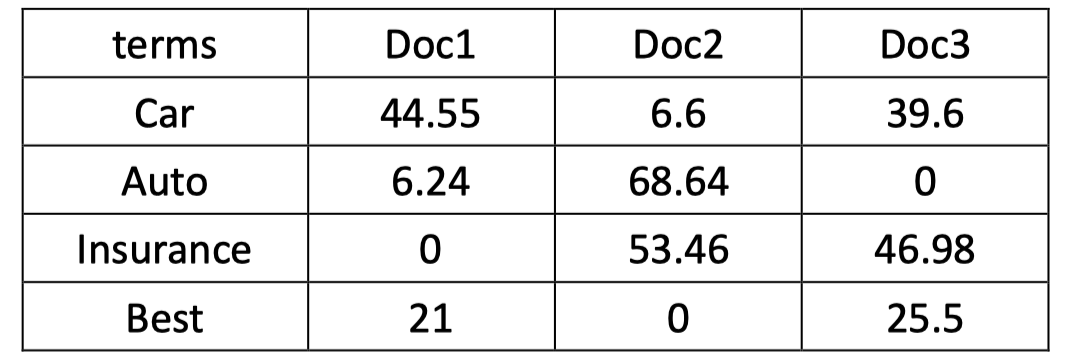 terms Doc1 Doc2 Doc3
Car 44.55 6.6 39.6
Auto 6.24 68.64 0
Insurance 0 53.46 46.98
Best 21 0 25.5